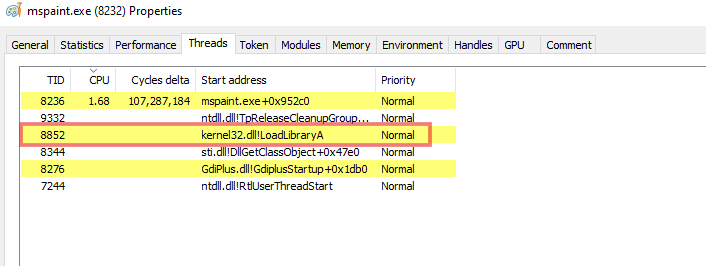 mspaint.exe (8232) Properties
General Statistics Performance Threads Token Modules Memory Environment Handles GPU Comment
TID CPU Cycles delta Start address Priority
8236 1.68 107,287,184 mspaint.exe+0x952c0 Normal
9332 ntdll.dll!TpReleaseCleanupGroup... Normal
8852 kernel32.dll!LoadLibraryA Normal
8344 sti.dll!DllGetClassObject+0x47e0 Normal
8276 GdiPlus.dll!GdiplusStartup+0x1db0 Normal
7244 ntdll.dll!RtlUserThreadStart Normal